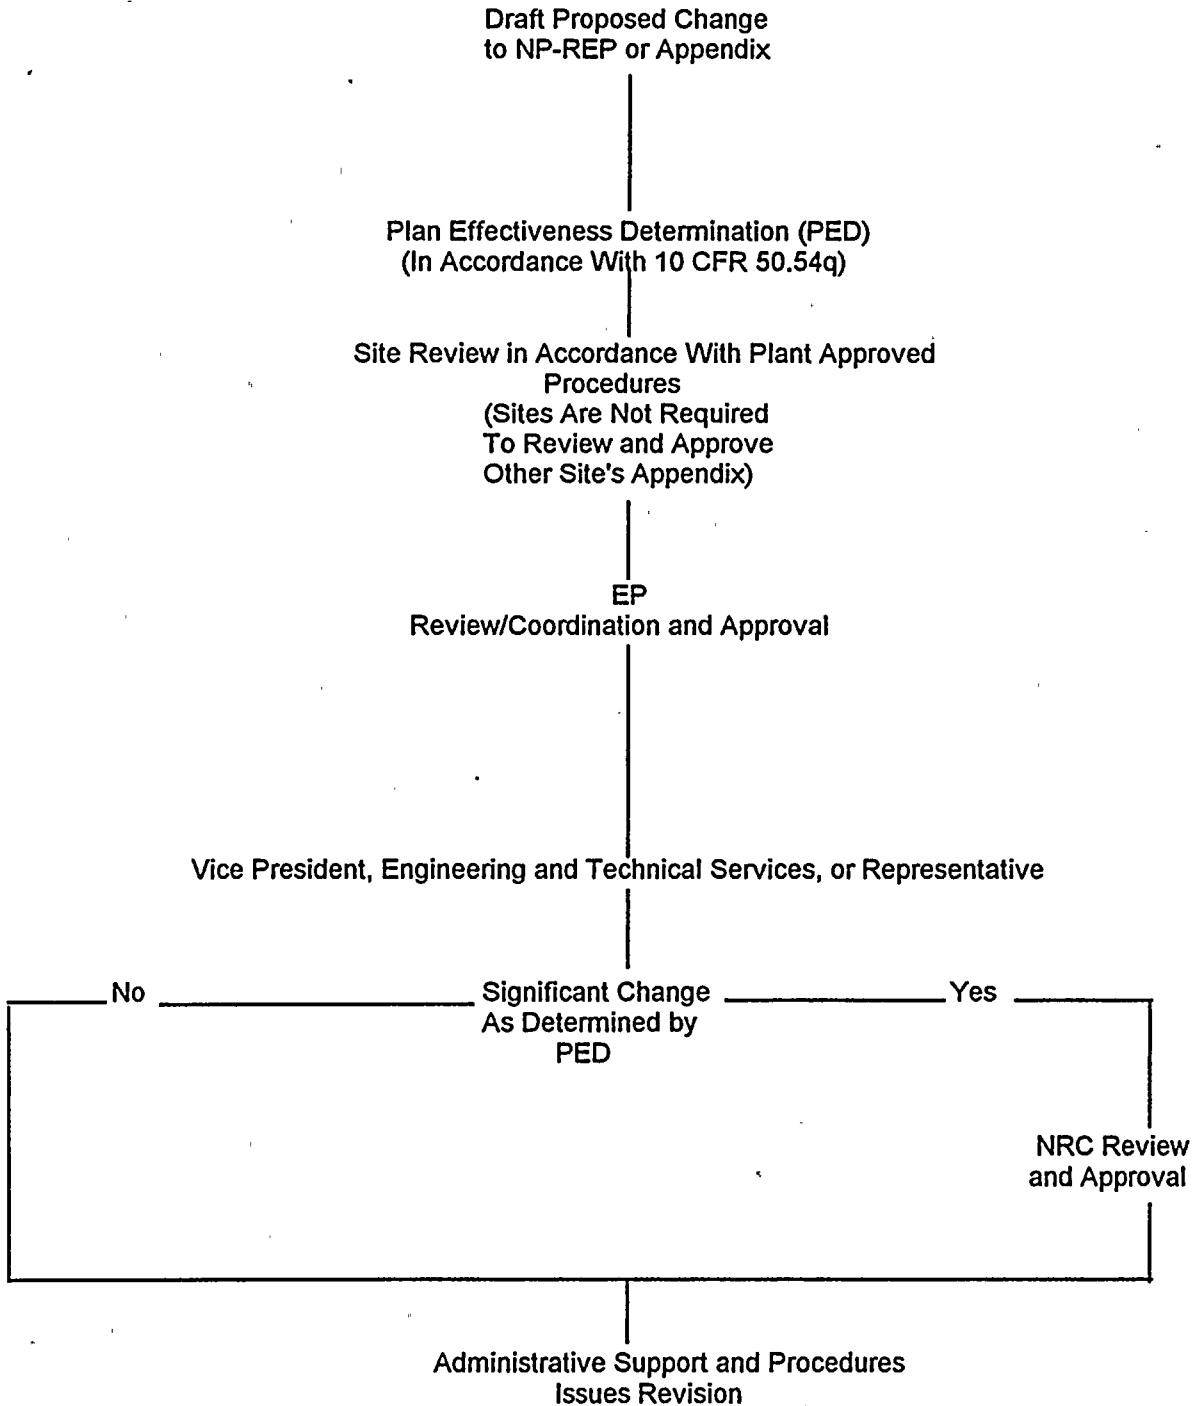 Draft Proposed Change
to NP-REP or Appendix
Plan Effectiveness Determination (PED)
(In Accordance With 10 CFR 50.54q)
Site Review in Accordance With Plant Approved
Procedures
(Sites Are Not Required
To Review and Approve
Other Site's Appendix)
EP
Review/Coordination and Approval
Vice President, Engineering and Technical Services, or Representative
No
Significant Change
As Determined by
PED
Yes
NRC Review
and Approval
Administrative Support and Procedures
Issues Revision